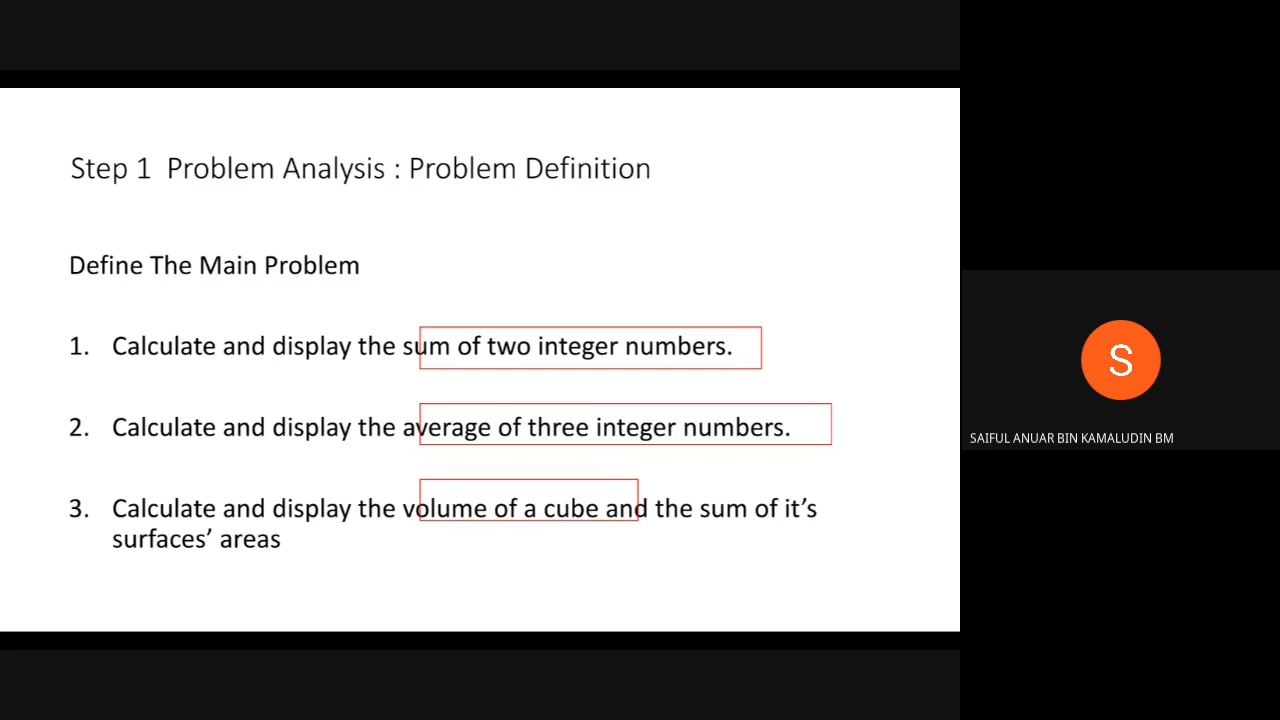 Step 1 Problem Analysis : Problem Definition
Define The Main Problem
1. Calculate and display the sum of two integer numbers.
2. Calculate and display the average of three integer numbers.
3. Calculate and display the volume of a cube and the sum of it’s
surfaces’ areas
S
SAIFUL ANUAR BIN KAMALUDIN BM